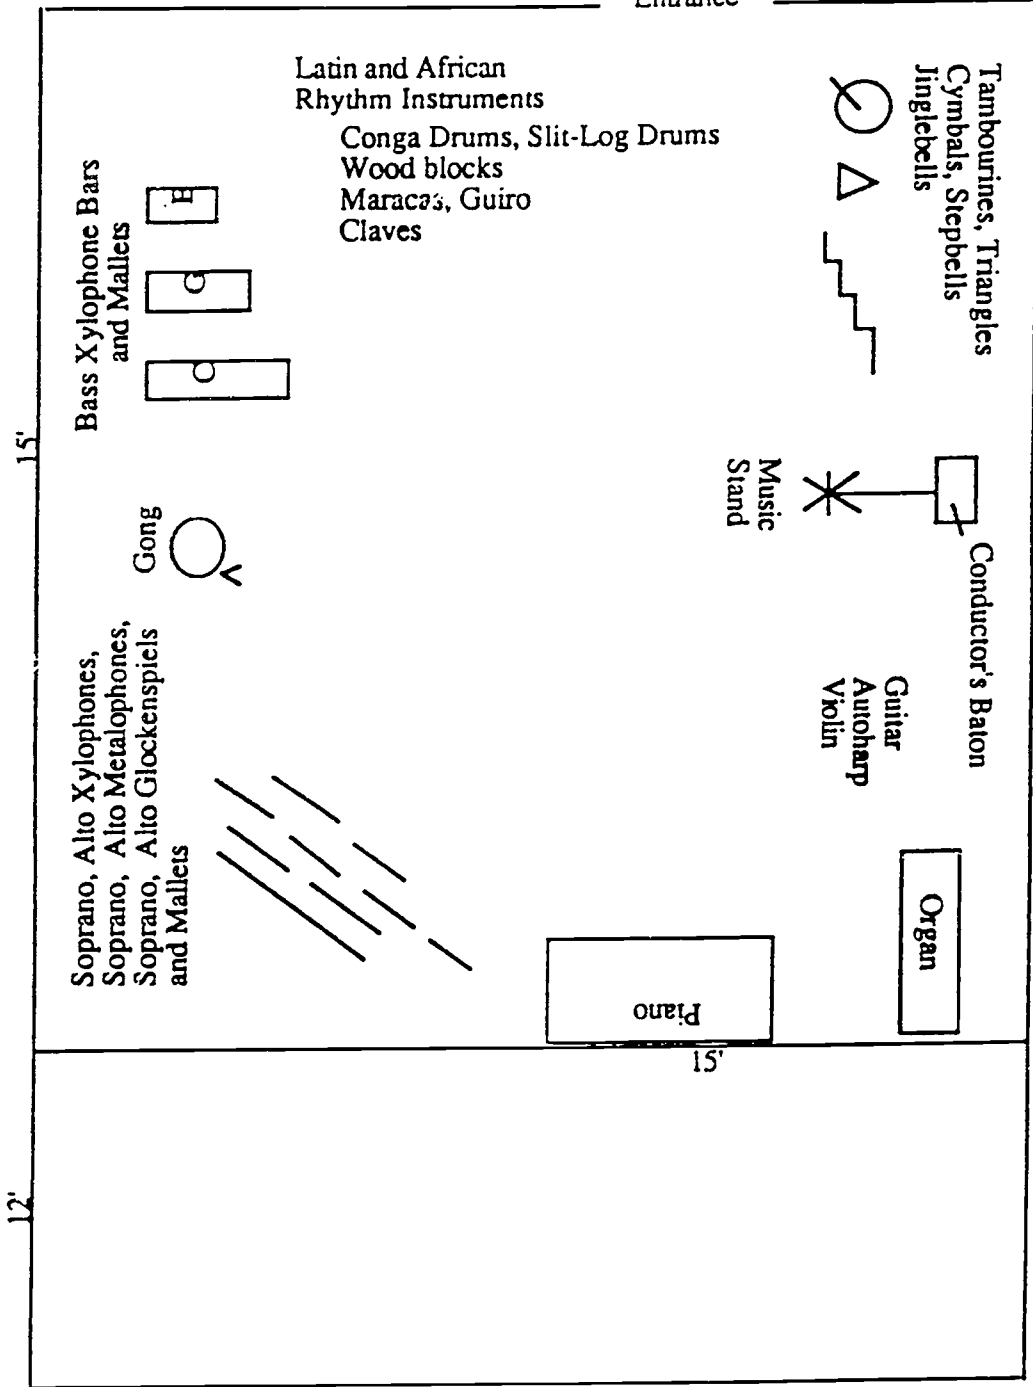 Entrance
Latin and African
Rhythm Instruments
Conga Drums, Slit-Log Drums
Wood blocks
Maracas, Guiro
Claves
Tambourines, Triangles
Cymbals, Stepbells
Jinglebells
Bass Xylophone Bars
and Mallets
E
G
C
15'
Music
Stand
Conductor's Baton
Gong
Guitar
Autoharp
Violin
Soprano, Alto Xylophones,
Soprano, Alto Metalophones,
Soprano, Alto Glockenspiels
and Mallets
Organ
Piano
15'
12'